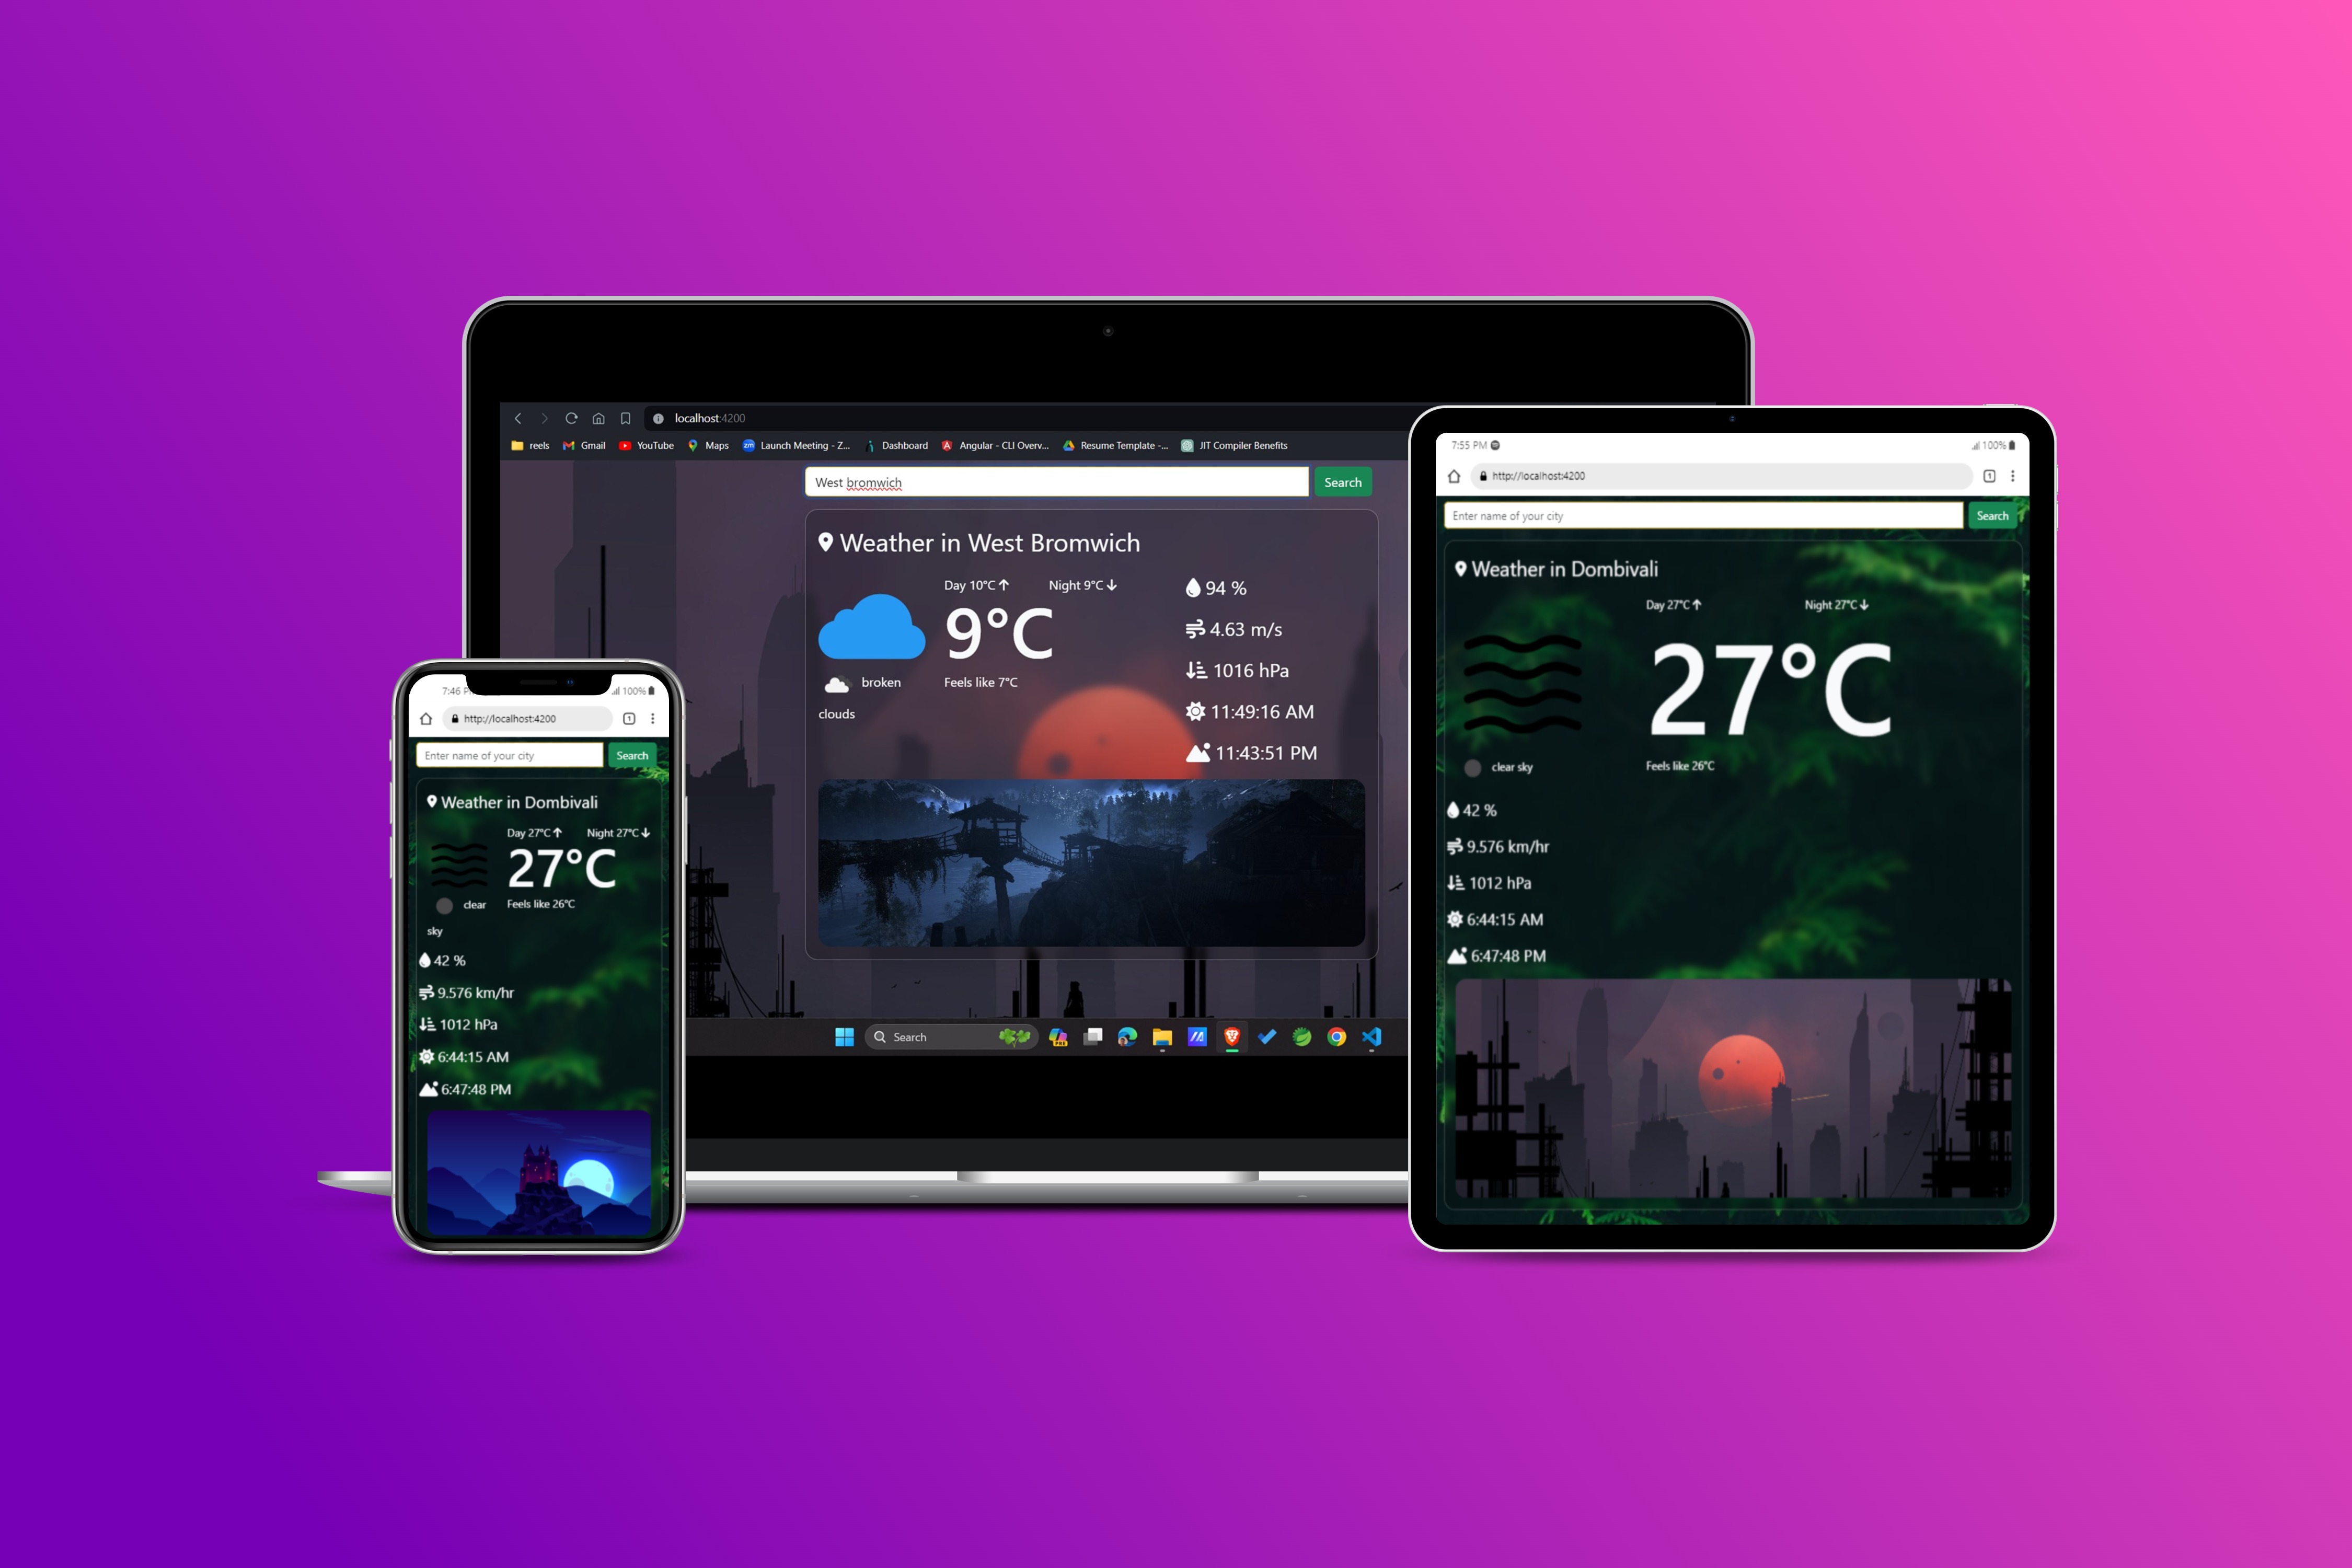 localhost:4200
reels Gmail YouTube Maps Launch Meeting - Z... Dashboard Angular - CLI Overv... Resume Template -... JIT Compiler Benefits
West bromwich Search
Weather in West Bromwich
Day 10°C Night 9°C
9°C
broken
clouds
Feels like 7°C
94 %
4.63 m/s
1016 hPa
11:49:16 AM
11:43:51 PM
Search
7:46 P
100%
http://localhost:4200 1
Enter name of your city Search
Weather in Dombivali
Day 27°C Night 27°C
27°C
clear
sky
Feels like 26°C
42 %
9.576 km/hr
1012 hPa
6:44:15 AM
6:47:48 PM
7:55 PM 100%
http://localhost:4200 1
Enter name of your city Search
Weather in Dombivali
Day 27°C Night 27°C
27°C
clear sky Feels like 26°C
42 %
9.576 km/hr
1012 hPa
6:44:15 AM
6:47:48 PM